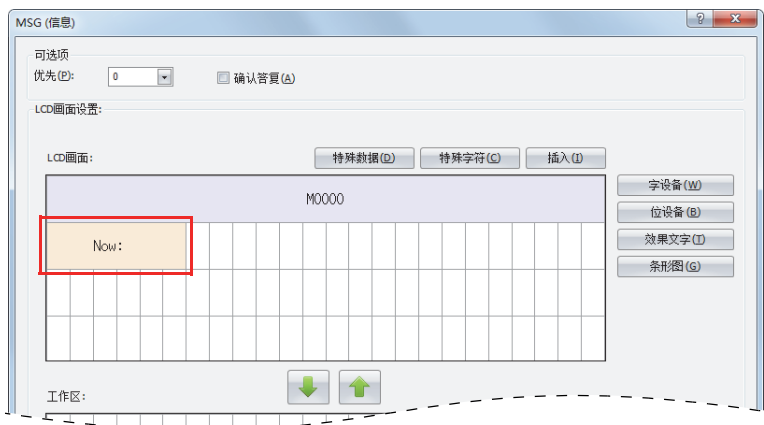 MSG (信息)
可选项
优先(P): 0 确认答复(A)
LCD画面设置:
LCD画面: 特殊数据(D) 特殊字符(C) 插入(I)
M0000
字设备(W)
位设备(B)
Now:
效果文字(T)
条形图(G)
工作区: